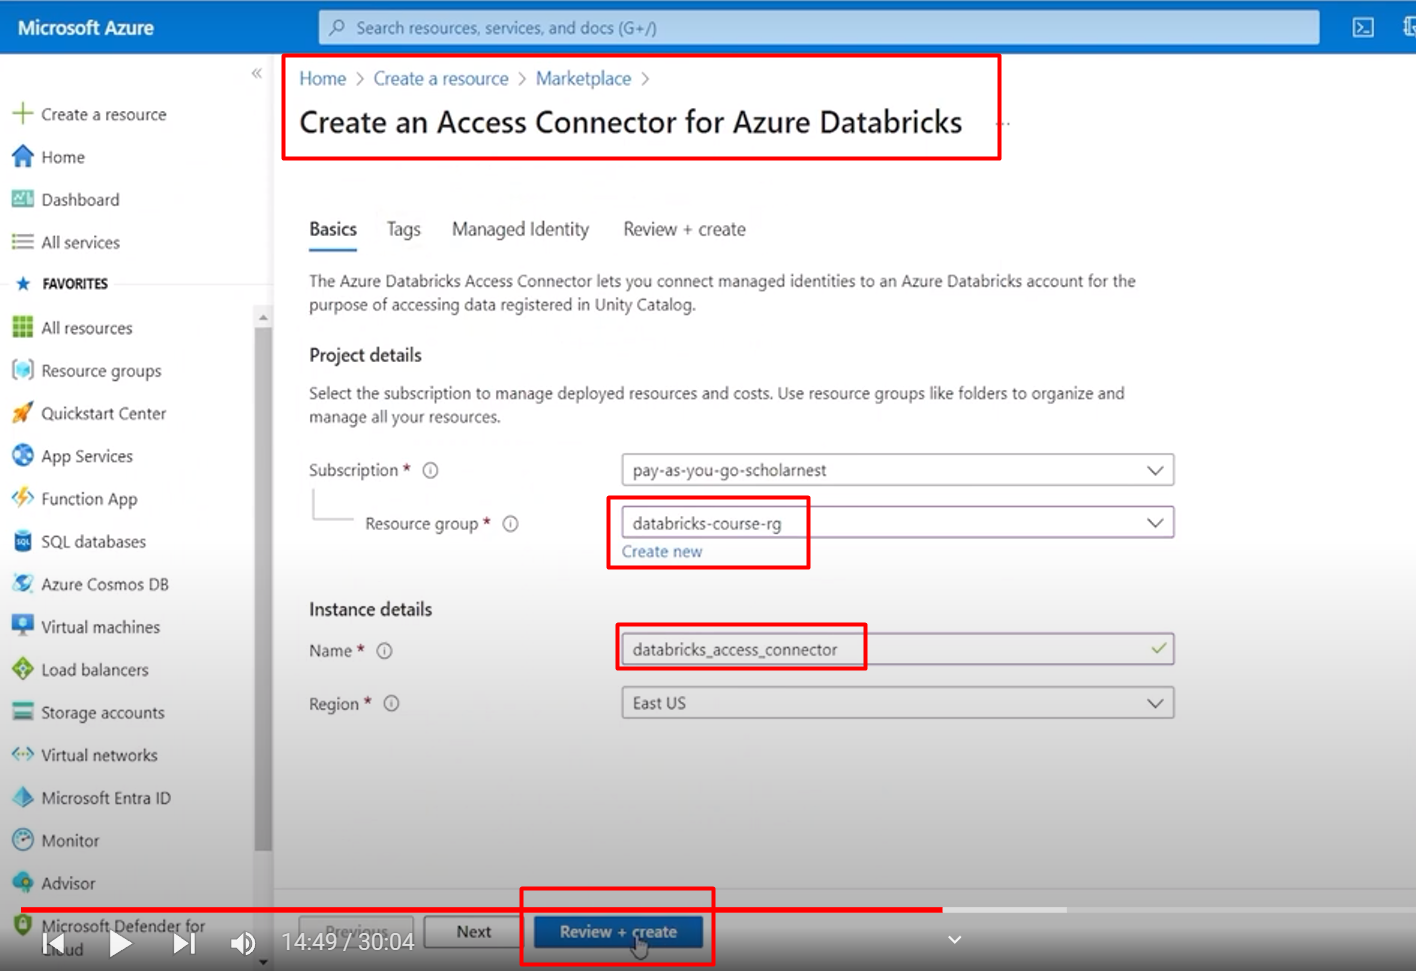 Microsoft Azure
Search resources, services, and docs (G+/)
«
Create a resource
Home
Dashboard
All services
FAVORITES
All resources
Resource groups
Quickstart Center
App Services
Function App
SQL databases
Azure Cosmos DB
Virtual machines
Load balancers
Storage accounts
Virtual networks
Microsoft Entra ID
Monitor
Advisor
Microsoft Defender for
Cloud
Home > Create a resource > Marketplace >
Create an Access Connector for Azure Databricks
Basics Tags Managed Identity Review + create
The Azure Databricks Access Connector lets you connect managed identities to an Azure Databricks account for the
purpose of accessing data registered in Unity Catalog.
Project details
Select the subscription to manage deployed resources and costs. Use resource groups like folders to organize and
manage all your resources.
Subscription * pay-as-you-go-scholarnest
Resource group * databricks-course-rg
Create new
Instance details
Name * databricks_access_connector
Region * East US
Previous Next Review + create
14:49 / 30:04